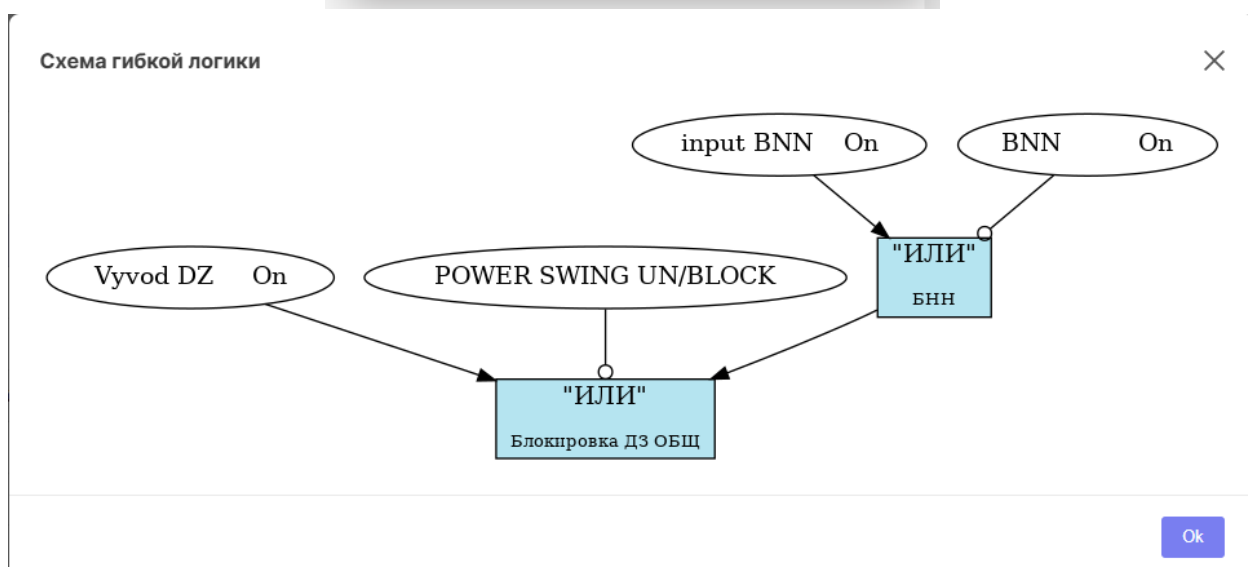 Схема гибкой логики
input BNN On
BNN On
"ИЛИ"
БНН
Vyvod DZ On
POWER SWING UN/BLOCK
"ИЛИ"
Блокировка ДЗ ОБЩ
Ok